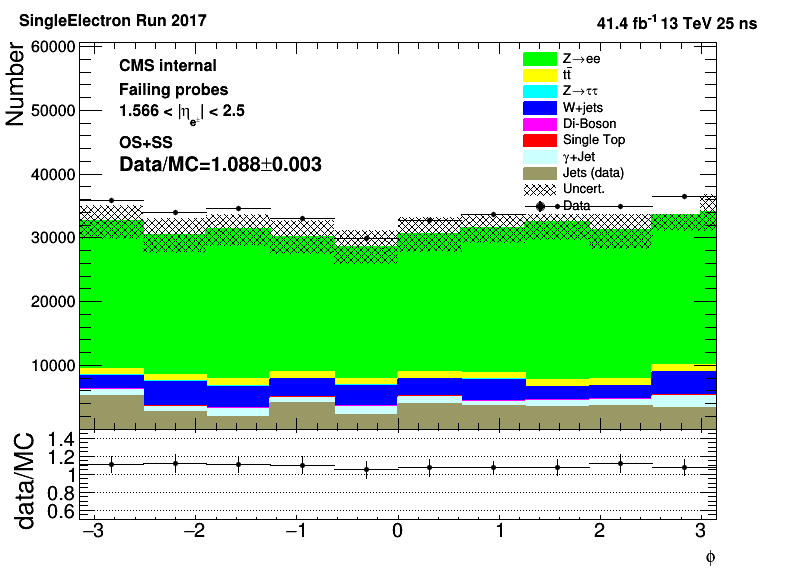 SingleElectron Run 2017
41.4 fb⁻¹ 13 TeV 25 ns
Number
60000
50000
40000
30000
20000
10000
CMS internal
Failing probes
1.566 < |η_e±| < 2.5
OS+SS
Data/MC=1.088±0.003
Z→ee
tt̄
Z→ττ
W+jets
Di-Boson
Single Top
γ+Jet
Jets (data)
Uncert.
Data
data/MC
1.4
1.2
1
0.8
0.6
−3 −2 −1 0 1 2 3
ϕ